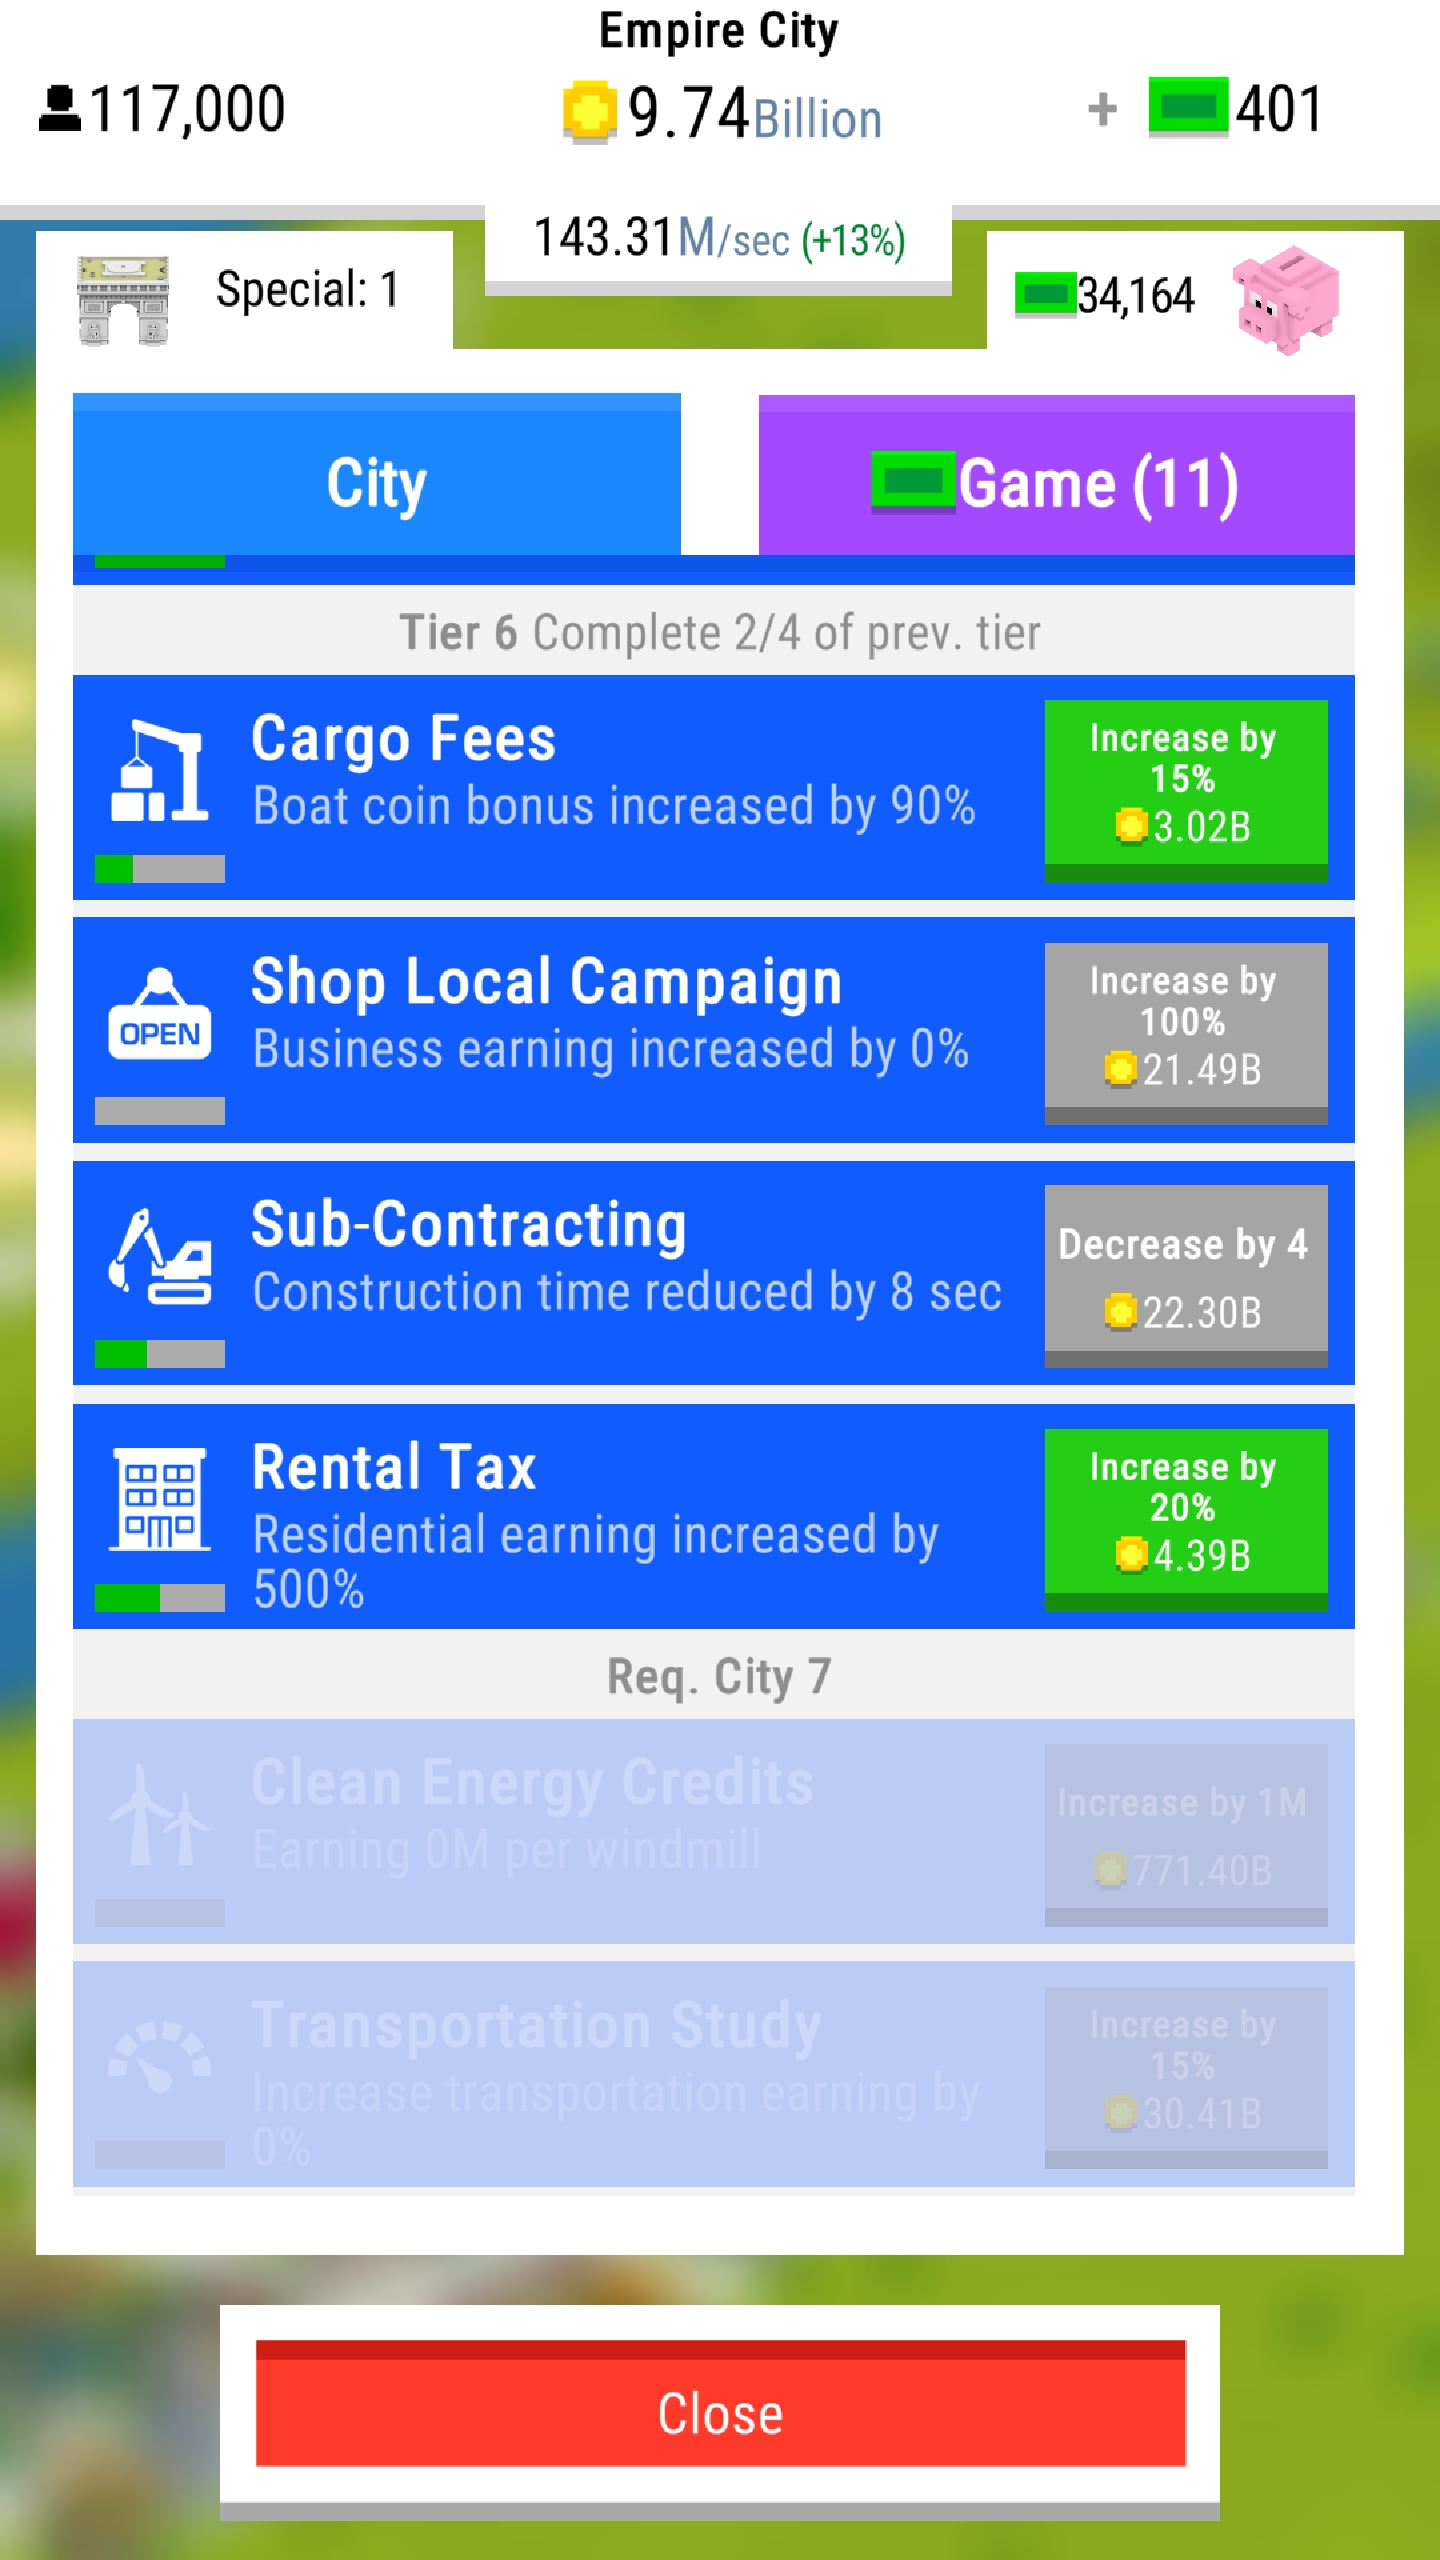 Empire City
117,000
9.74Billion
+ 401
143.31M/sec (+13%)
Special: 1
34,164
City
Game (11)
Tier 6 Complete 2/4 of prev. tier
Cargo Fees
Boat coin bonus increased by 90%
Increase by
15%
3.02B
Shop Local Campaign
OPEN
Business earning increased by 0%
Increase by
100%
21.49B
Sub-Contracting
Construction time reduced by 8 sec
Decrease by 4
22.30B
Rental Tax
Residential earning increased by
500%
Increase by
20%
4.39B
Req. City 7
Clean Energy Credits
Earning 0M per windmill
Increase by 1M
771.40B
Transportation Study
Increase transportation earning by
0%
Increase by
15%
30.41B
Close